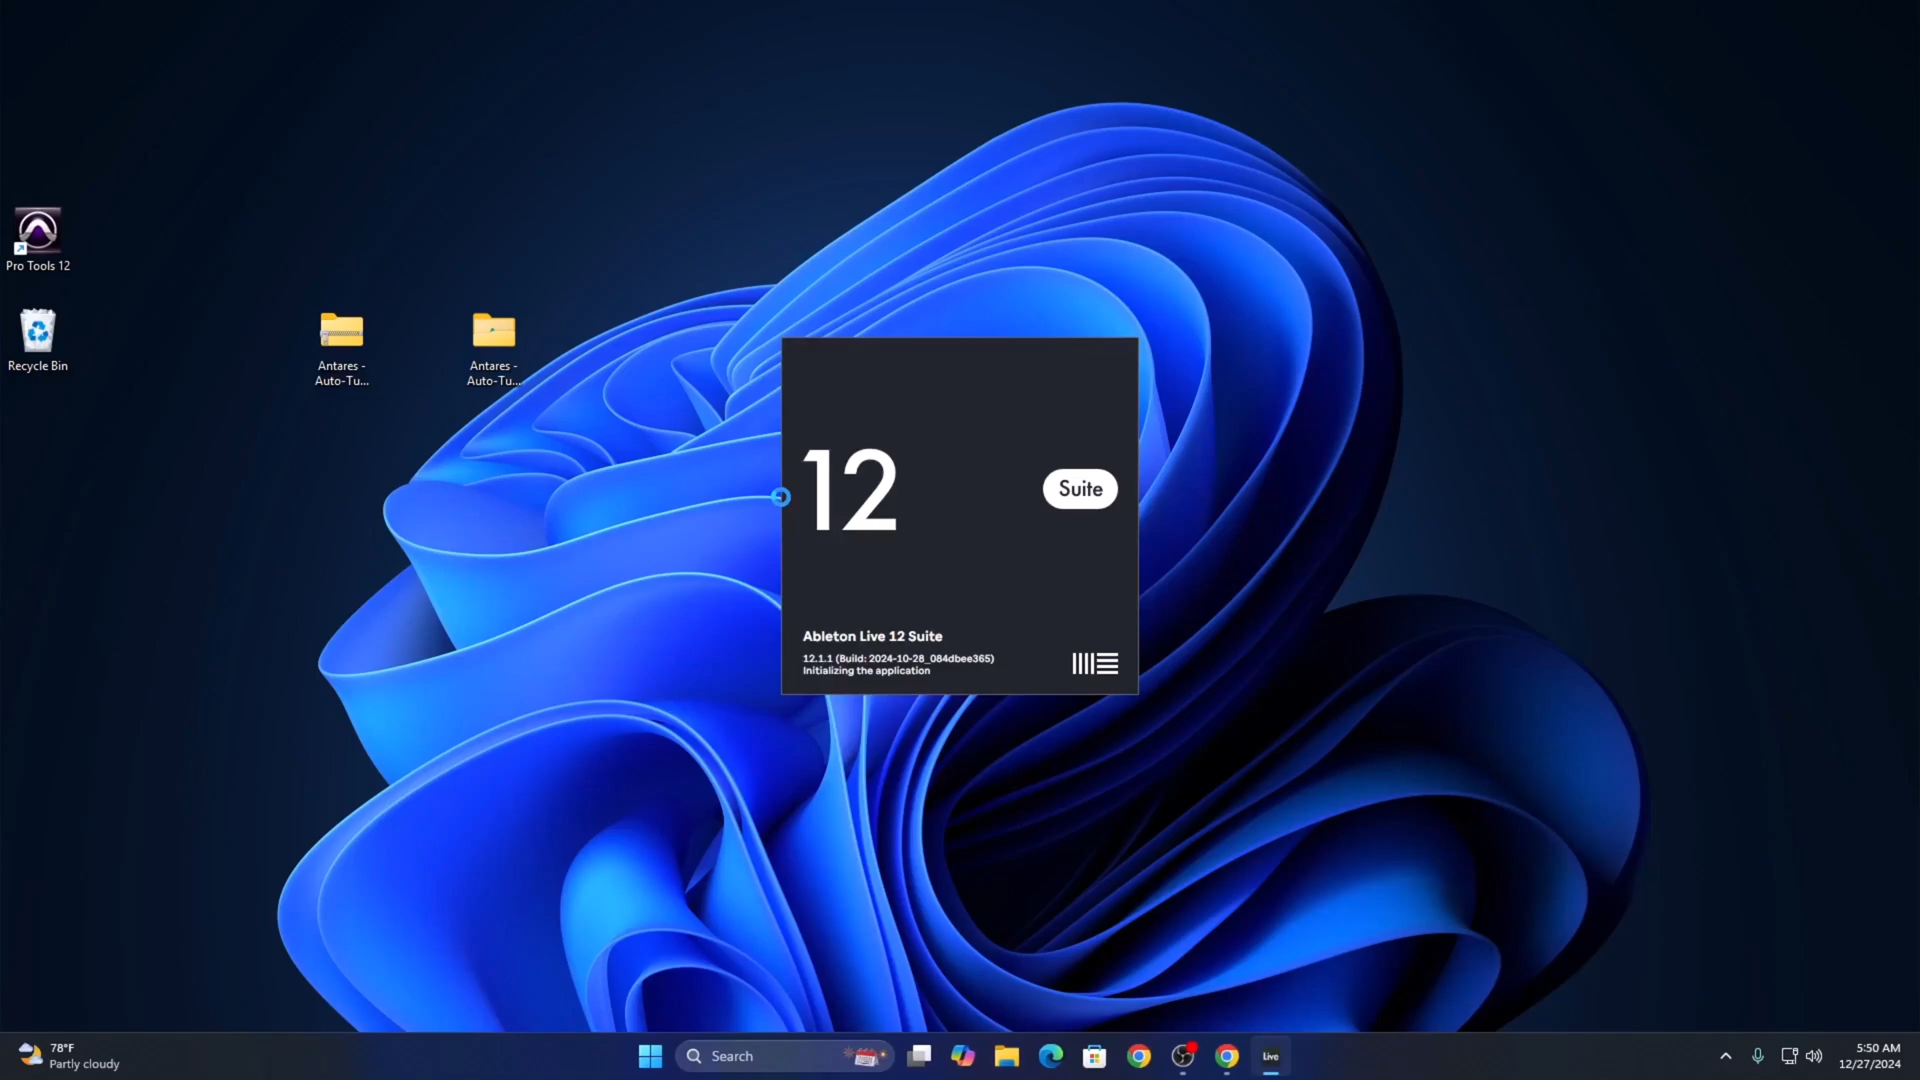 Pro Tools 12
Recycle Bin
Antares -
Auto-Tu...
Antares -
Auto-Tu...
12
Suite
Ableton Live 12 Suite
12.1.1 (Build: 2024-10-28_084dbee365)
Initializing the application
78°F
Partly cloudy
Search
Live
5:50 AM
12/27/2024